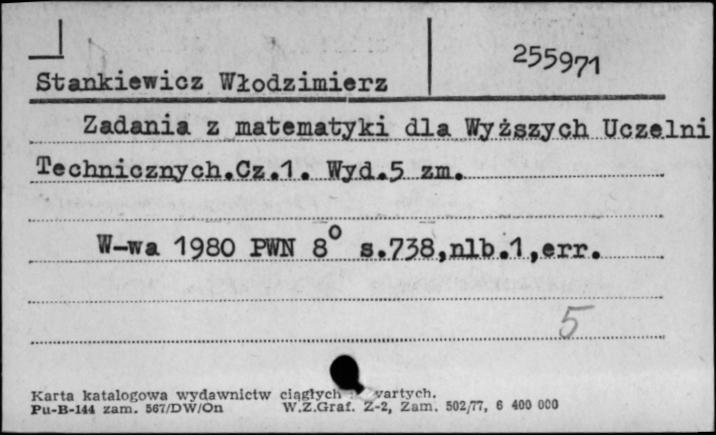 255971
Stankiewicz Włodzimierz
Zadania z matematyki dla Wyższych Uczelni
Technicznych.Cz.1. Wyd.5 zm.
W-wa 1980 PWN 8° s.738,nlb.1,err.
5
Karta katalogowa wydawnictw ciągłych
Pu-B-144 zam. 567/DW/On W.Z.Graf. Z-2, Zam. 502/77, 6 400 000